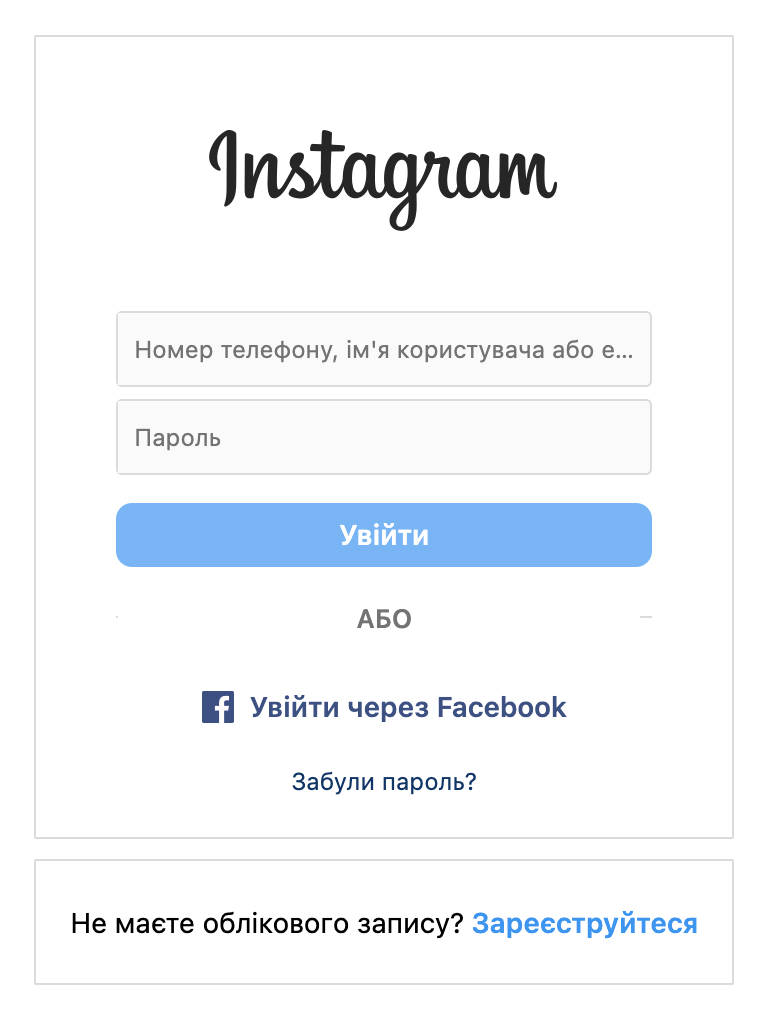 Instagram
Номер телефону, ім'я користувача або е...
Пароль
Увійти
АБО
Увійти через Facebook
Забули пароль?
Не маєте облікового запису? Зареєструйтеся